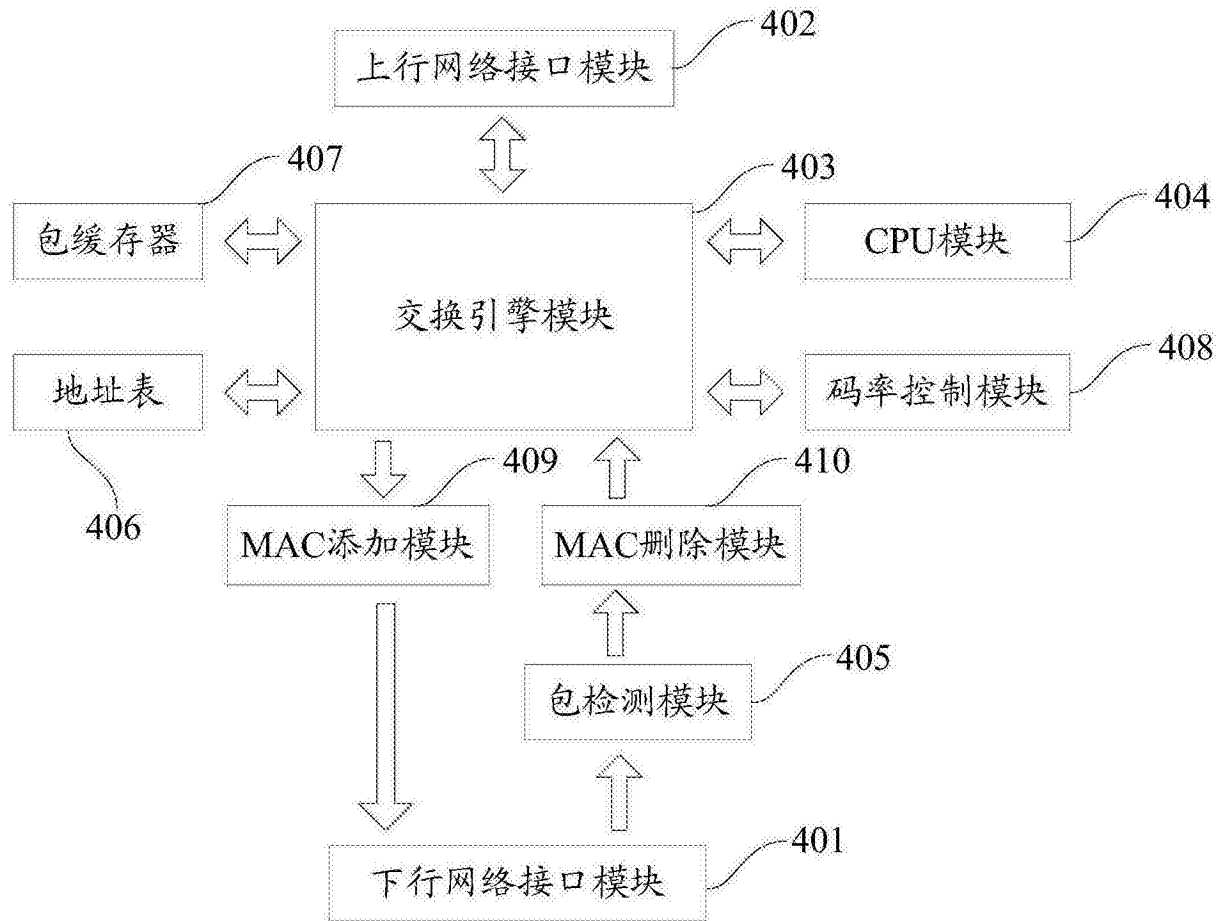 402
上行网络接口模块
407
403
404
包缓存器
CPU模块
交换引擎模块
408
地址表
码率控制模块
409
410
406
MAC添加模块
MAC删除模块
405
包检测模块
401
下行网络接口模块